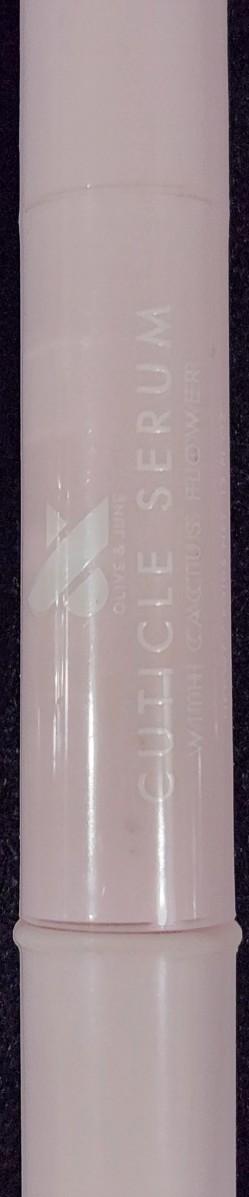 OLIVE & JUNE
CUTICLE SERUM
WITH CACTUS FLOWER